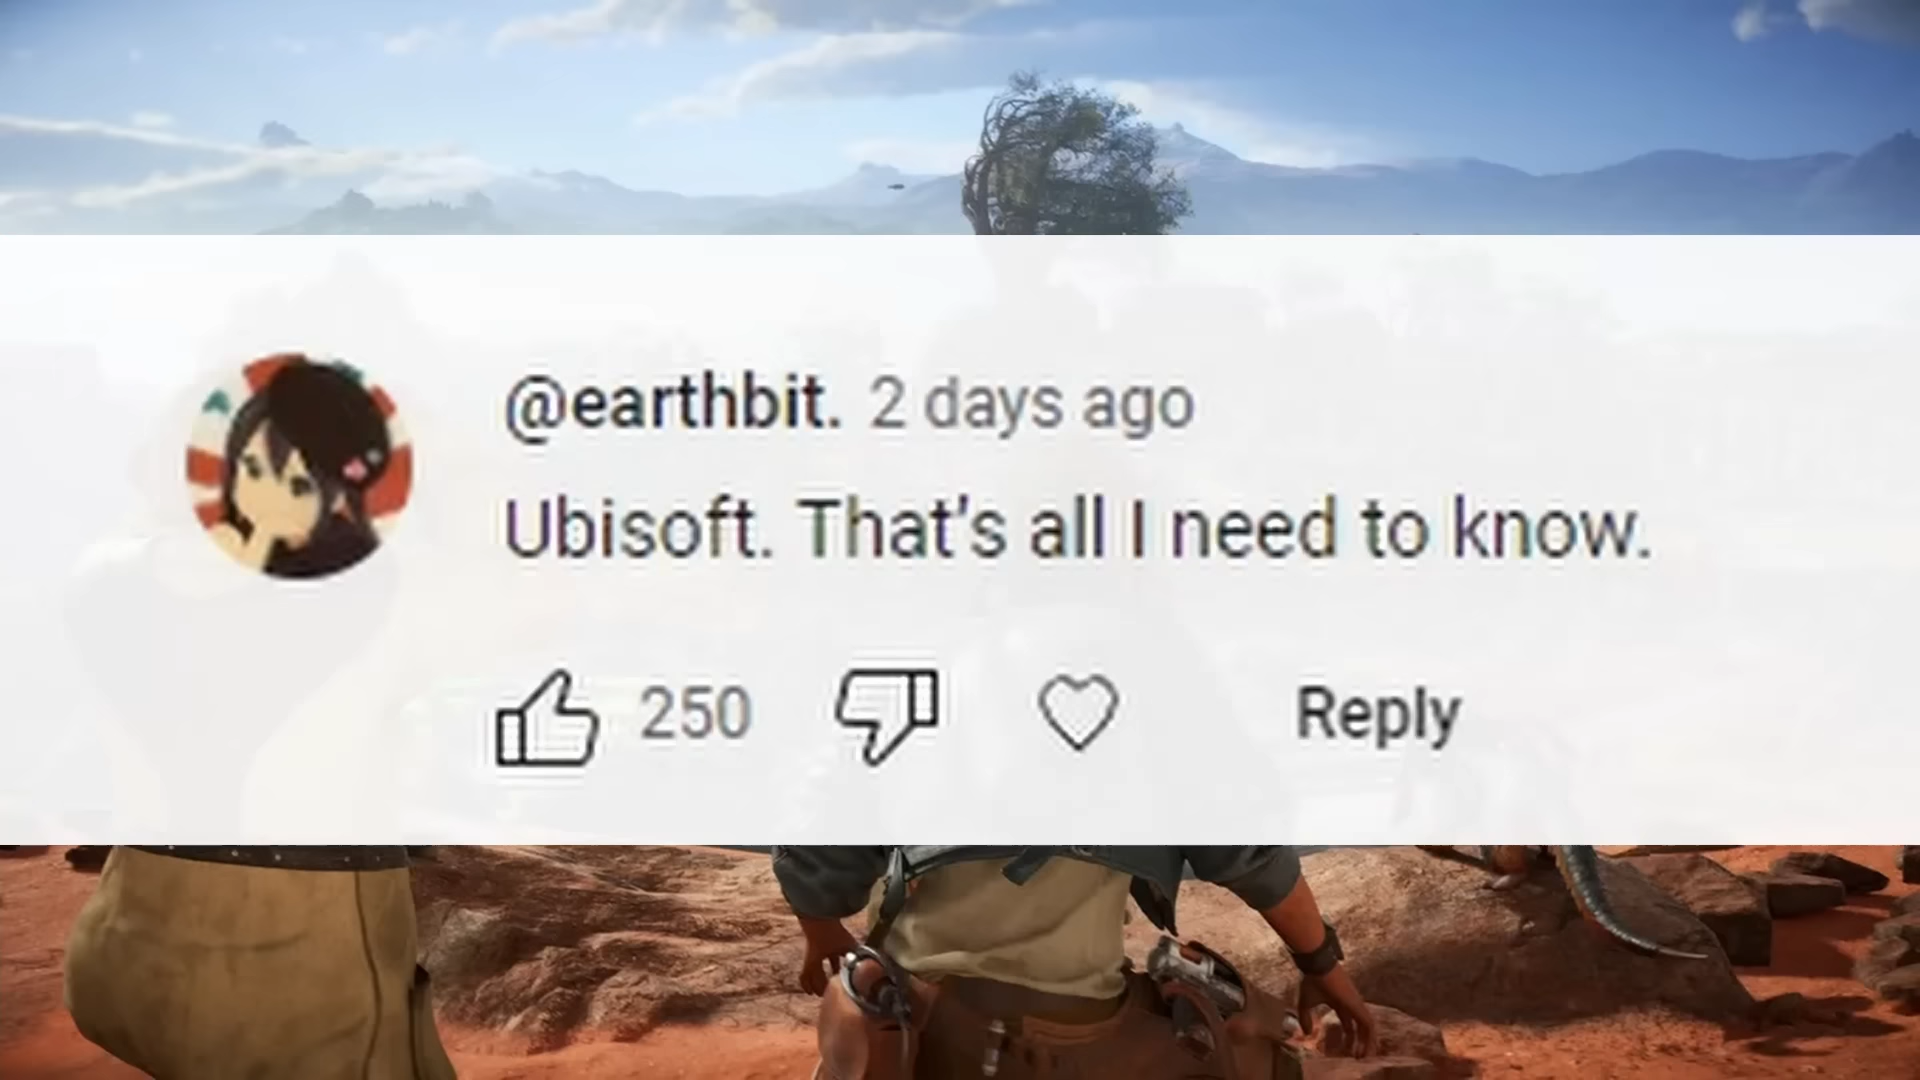 @earthbit. 2 days ago
Ubisoft. That's all I need to know.
250 Reply